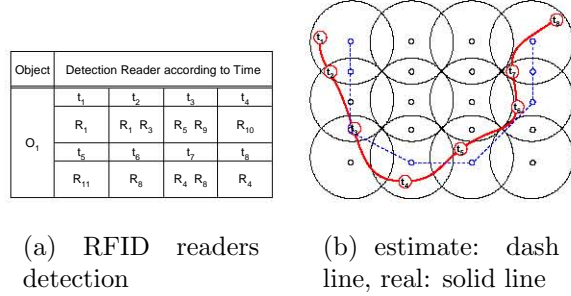 Object Detection Reader according to Time
t1 t2 t3 t4
R1 R1 R3 R5 R9 R10
O1
t5 t6 t7 t8
R11 R8 R4 R8 R4
t1
t8
t2
t7
t6
t3
t5
t4
(a) RFID readers
detection
(b) estimate: dash
line, real: solid line